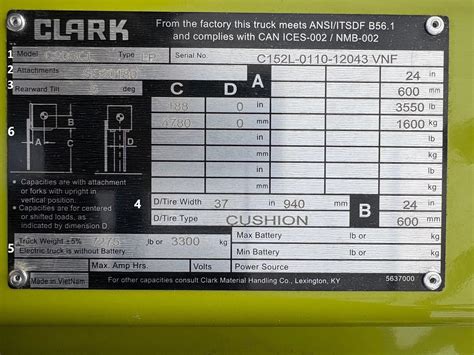 CLARK
From the factory this truck meets ANSI/ITSDF B56.1
and complies with CAN ICES-002 / NMB-002
1 Model Type LP Serial No. C152L-0110-12043 VNF
2 Attachments
3 Rearward Tilt deg
C D A B
24 in
600 mm
188 0 in 3550 lb
4780 0 mm 1600 kg
6
A B C D
in lb
mm kg
• Capacities are with attachment
or forks with upright in
vertical position.
• Capacities are for centered
or shifted loads, as
indicated by dimension D.
4 D/Tire Width 37 in 940 mm B 24 in
D/Tire Type CUSHION 600 mm
5 Truck Weight ±5% lb or 3300 kg Max Battery lb or kg
Electric truck is without Battery. Min Battery lb or kg
Max Amp Hr. Volts Power Source
Made in VietNam For other capacities consult Clark Material Handling Co., Lexington, KY 5637000